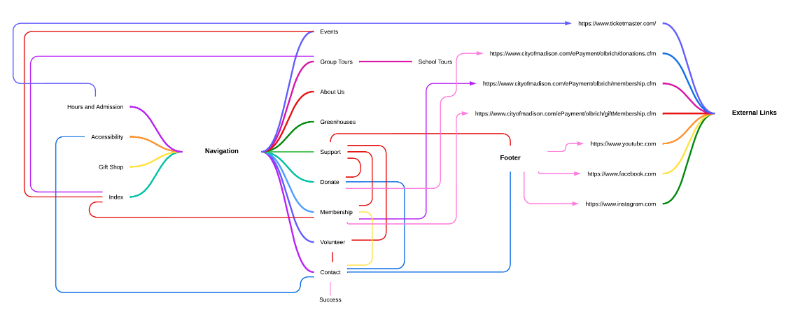 https://www.ticketmaster.com/
Events
https://www.cityofmadison.com/ePayment/olbrich/donations.cfm
Group Tours
School Tours
https://www.cityofmadison.com/ePayment/olbrich/membership.cfm
About Us
Hours and Admission
https://www.cityofmadison.com/ePayment/olbrich/giftMembership.cfm
External Links
Greenhouses
Accessibility
https://www.youtube.com
Navigation
Support
Footer
Gift Shop
https://www.facebook.com
Donate
Index
https://www.instagram.com
Membership
Volunteer
Contact
Success